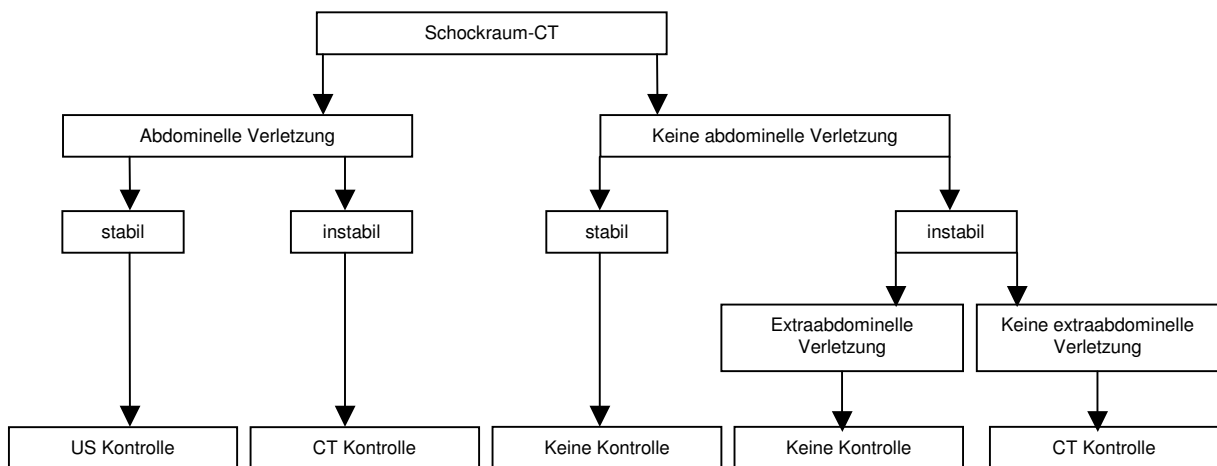 Schockraum-CT
Abdominelle Verletzung
Keine abdominelle Verletzung
stabil
instabil
stabil
instabil
Extraabdominelle
Verletzung
Keine extraabdominelle
Verletzung
US Kontrolle
CT Kontrolle
Keine Kontrolle
Keine Kontrolle
CT Kontrolle